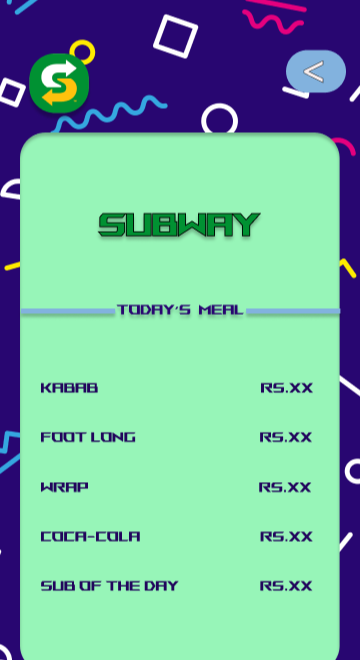 SUBWAY
TODAY'S MEAL
KABAB RS.XX
FOOT LONG RS.XX
WRAP RS.XX
COCA-COLA RS.XX
SUB OF THE DAY RS.XX